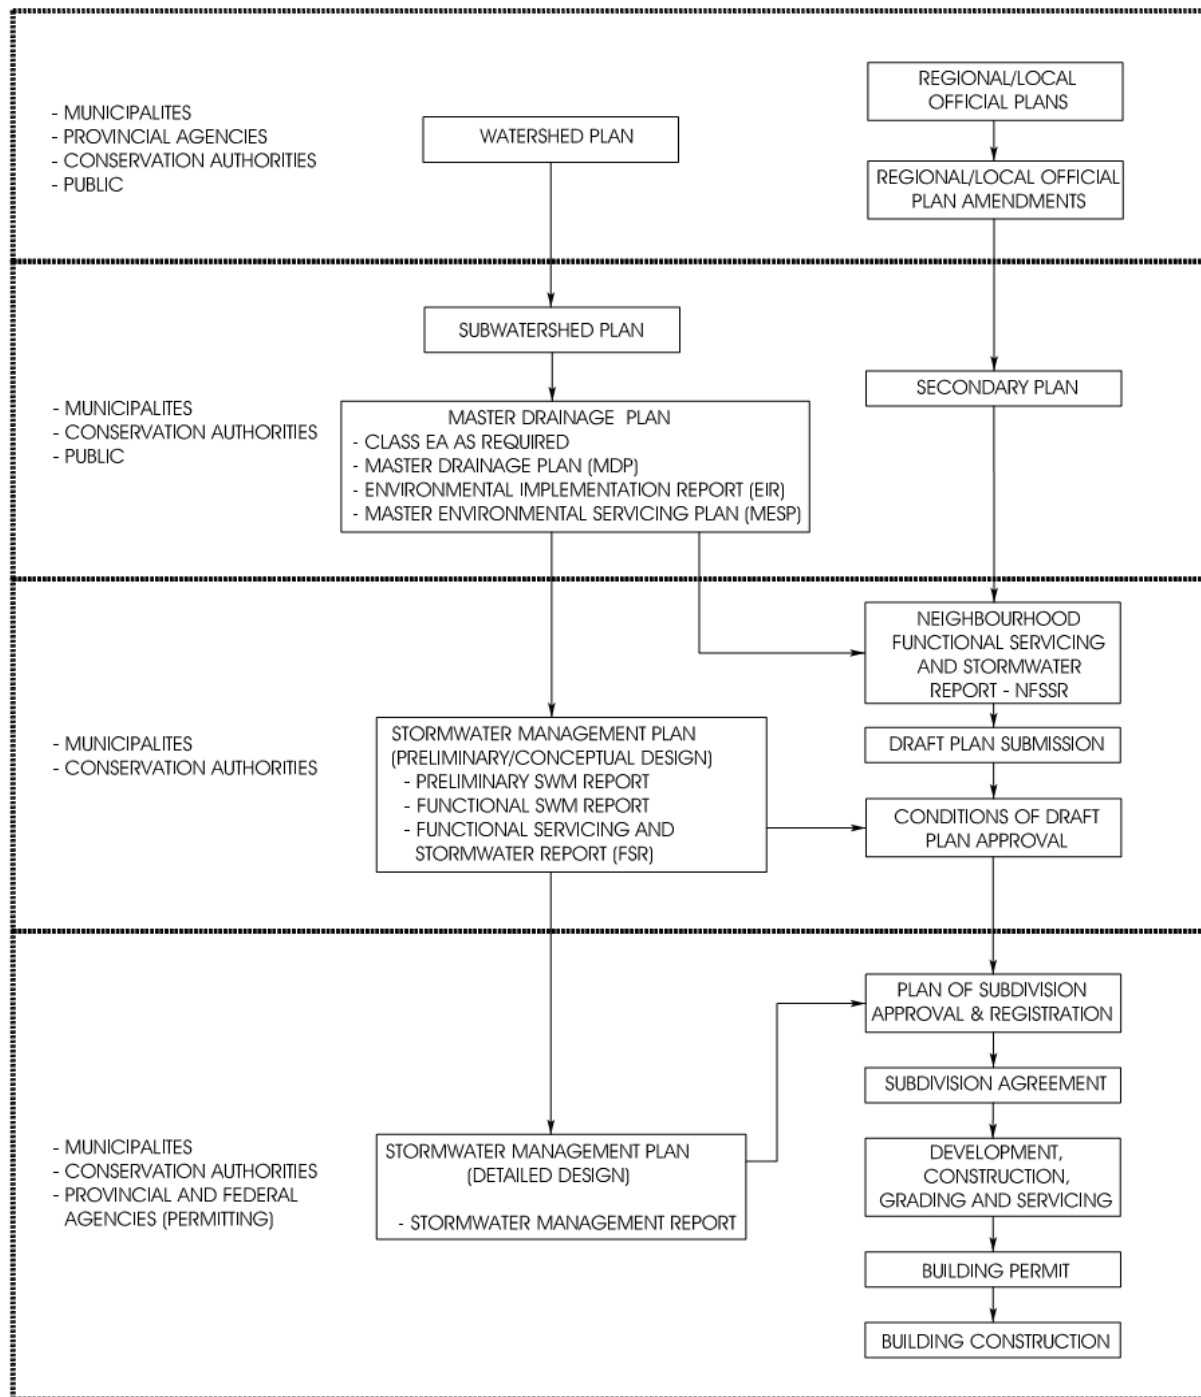 - MUNICIPALITES
- PROVINCIAL AGENCIES
- CONSERVATION AUTHORITIES
- PUBLIC
WATERSHED PLAN
REGIONAL/LOCAL
OFFICIAL PLANS
REGIONAL/LOCAL OFFICIAL
PLAN AMENDMENTS
- MUNICIPALITES
- CONSERVATION AUTHORITIES
- PUBLIC
SUBWATERSHED PLAN
MASTER DRAINAGE PLAN
- CLASS EA AS REQUIRED
- MASTER DRAINAGE PLAN (MDP)
- ENVIRONMENTAL IMPLEMENTATION REPORT (EIR)
- MASTER ENVIRONMENTAL SERVICING PLAN (MESP)
SECONDARY PLAN
- MUNICIPALITES
- CONSERVATION AUTHORITIES
STORMWATER MANAGEMENT PLAN
(PRELIMINARY/CONCEPTUAL DESIGN)
- PRELIMINARY SWM REPORT
- FUNCTIONAL SWM REPORT
- FUNCTIONAL SERVICING AND
STORMWATER REPORT (FSR)
NEIGHBOURHOOD
FUNCTIONAL SERVICING
AND STORMWATER
REPORT - NFSSR
DRAFT PLAN SUBMISSION
CONDITIONS OF DRAFT
PLAN APPROVAL
- MUNICIPALITES
- CONSERVATION AUTHORITIES
- PROVINCIAL AND FEDERAL
AGENCIES (PERMITTING)
STORMWATER MANAGEMENT PLAN
(DETAILED DESIGN)
- STORMWATER MANAGEMENT REPORT
PLAN OF SUBDIVISION
APPROVAL & REGISTRATION
SUBDIVISION AGREEMENT
DEVELOPMENT,
CONSTRUCTION,
GRADING AND SERVICING
BUILDING PERMIT
BUILDING CONSTRUCTION